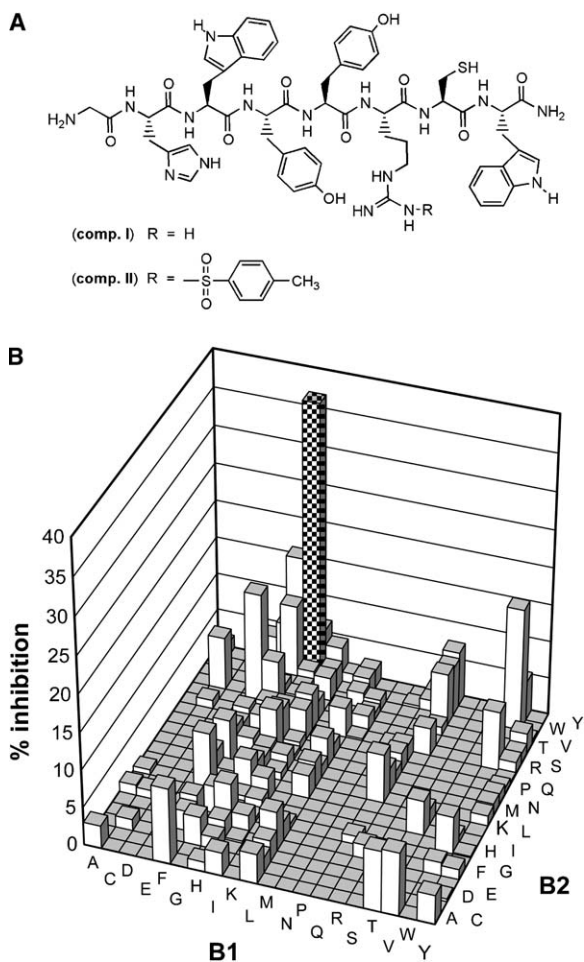 A
H
N
OH
SH
O
H
N
O
H
N
O
H
N
O
NH₂
H₂N
O
N
H
O
N
H
O
N
H
O
N
H
O
N
NH
OH
HN
HN
N-R
H
N-H
(comp. I) R = H
(comp. II) R = S O O CH₃
B
% inhibition
40
35
30
25
20
15
10
5
0
A C D E F G H I K L M N P Q R S T V W Y
B1
A C D E F G H I K L M N P Q R S T V W Y
B2